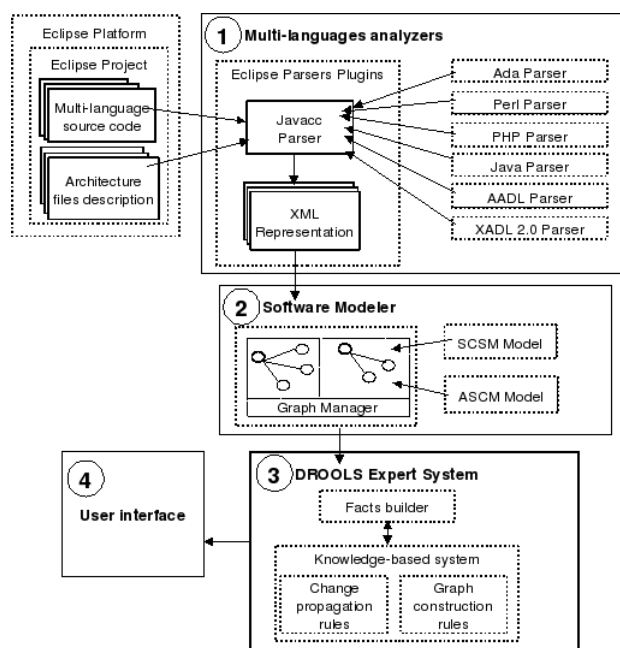 Eclipse Platform
Eclipse Project
Multi-language
source code
Architecture
files description
1 Multi-languages analyzers
Eclipse Parsers Plugins
Javacc
Parser
XML
Representation
Ada Parser
Perl Parser
PHP Parser
Java Parser
AADL Parser
XADL 2.0 Parser
2 Software Modeler
Graph Manager
SCSM Model
ASCM Model
3 DROOLS Expert System
Facts builder
Knowledge-based system
Change
propagation
rules
Graph
construction
rules
4
User interface